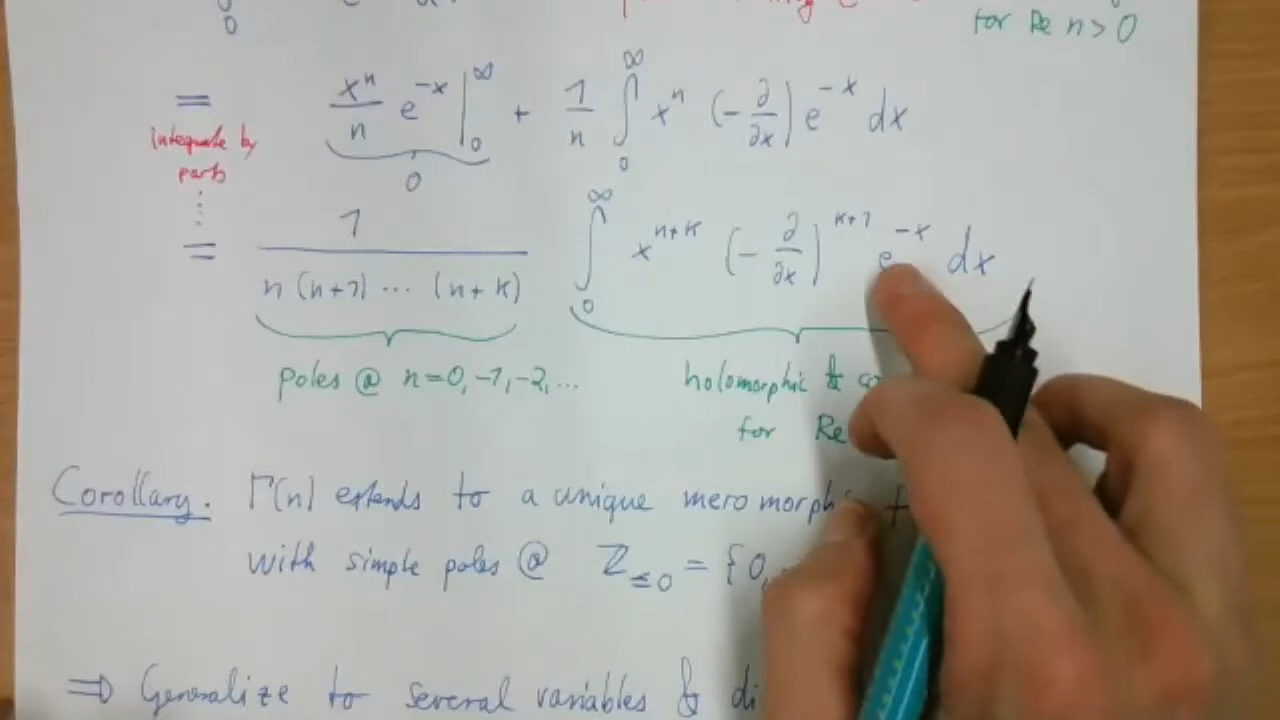 0
for Re n > 0
= x^n/n e^{-x} |_0^∞ + 1/n ∫_0^∞ x^n (-∂/∂x) e^{-x} dx
integrate by
parts
0
⋮
= 1/(n (n+1) ... (n+k)) ∫_0^∞ x^{n+k} (-∂/∂x)^{k+1} e^{-x} dx
poles @ n=0, -1, -2, ... holomorphic &
for Re
Corollary. Γ(n) extends to a unique
with simple poles @ ℤ_{≤0} = {0,
⇒ Generalize to several variables &